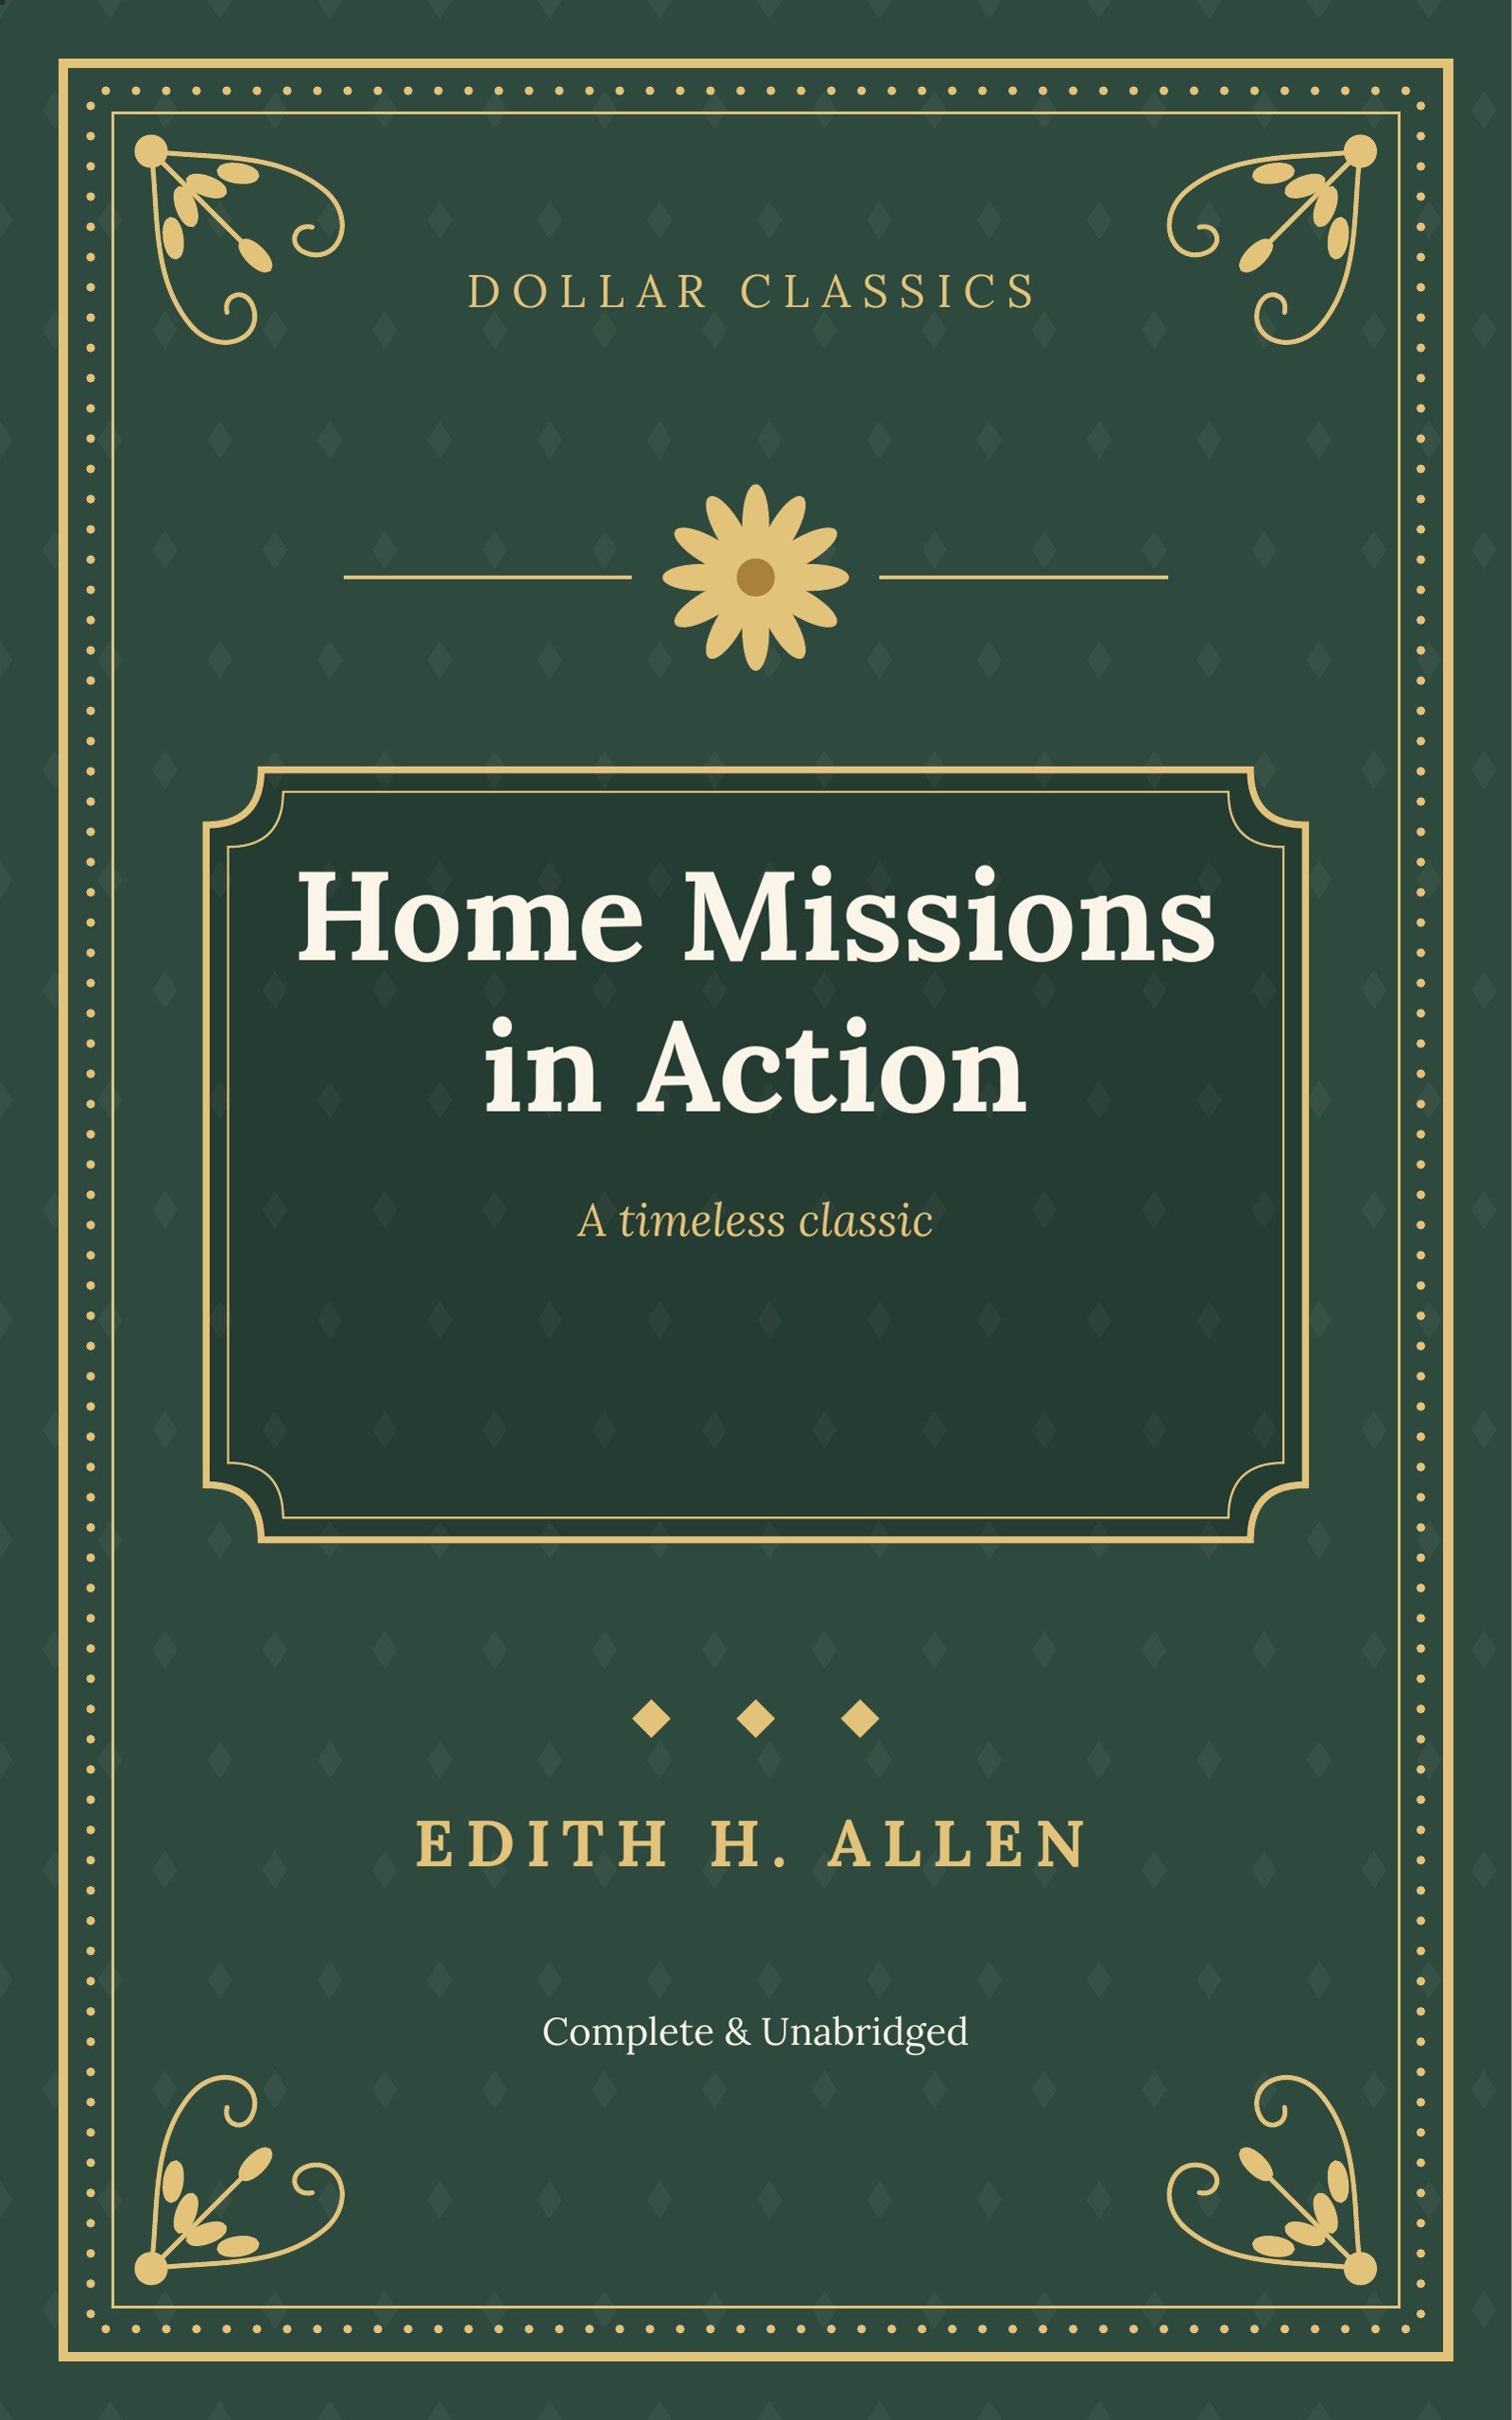 DOLLAR CLASSICS
Home Missions
in Action
A timeless classic
EDITH H. ALLEN
Complete & Unabridged